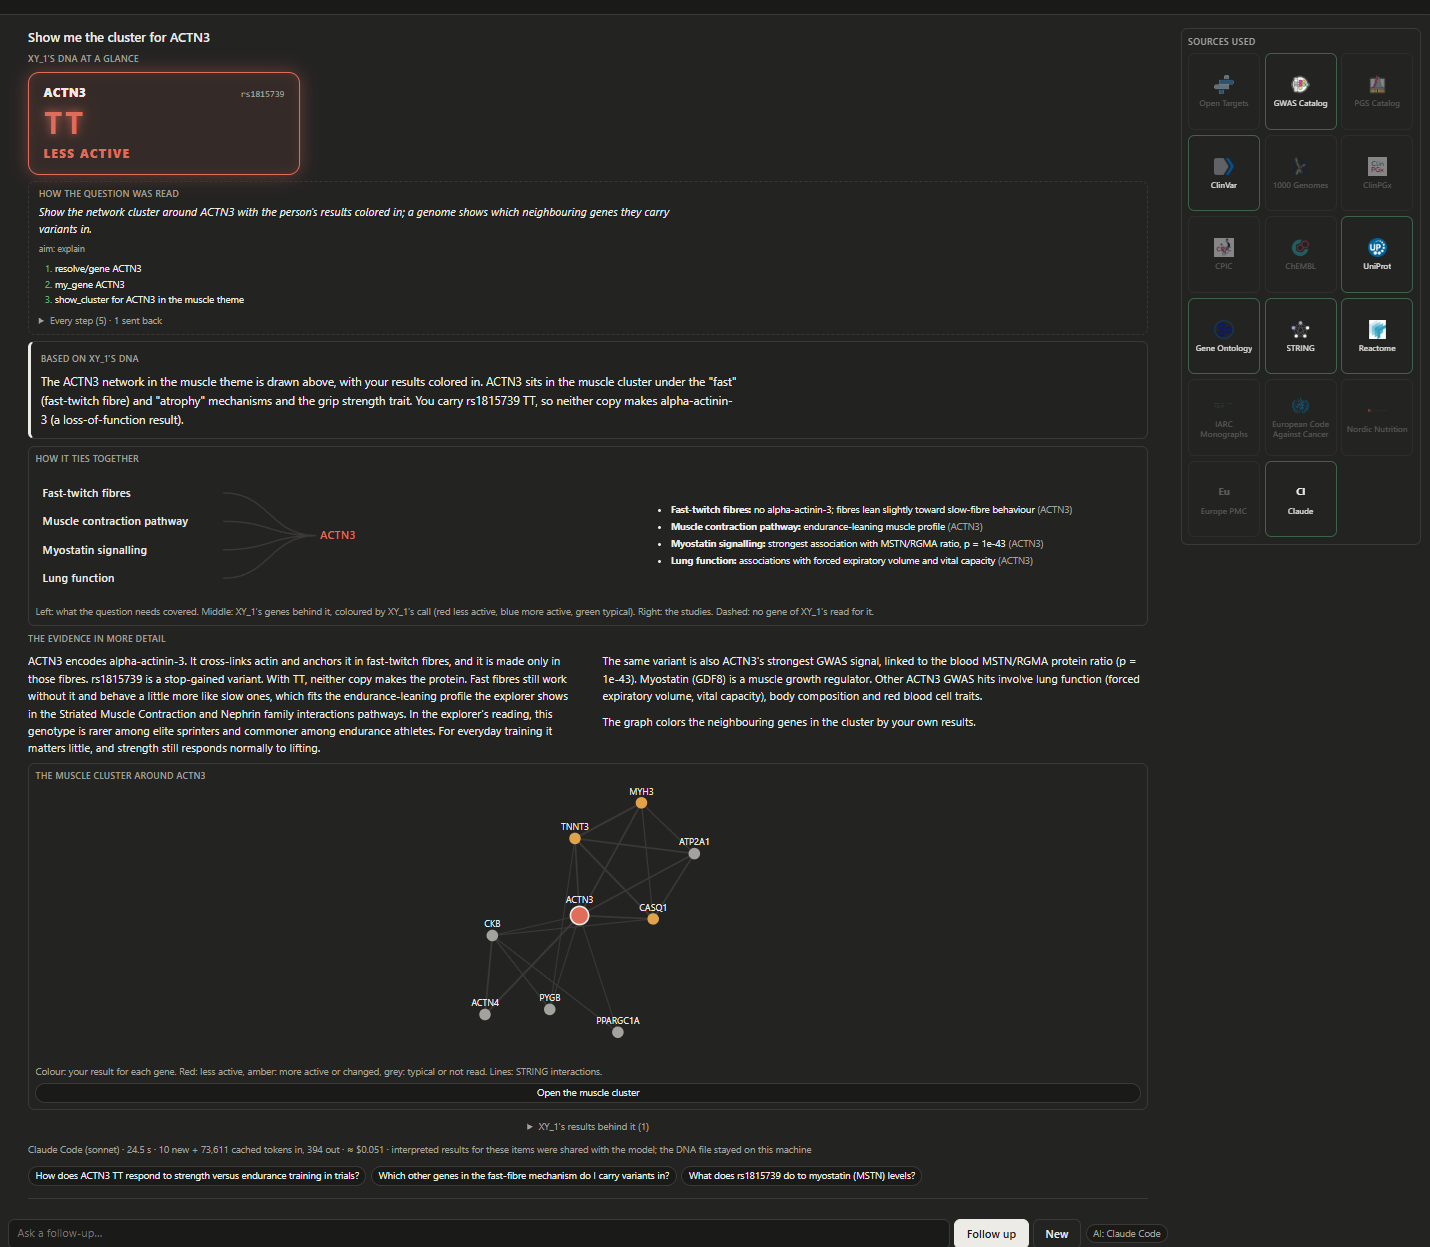 Show me the cluster for ACTN3
XY_1'S DNA AT A GLANCE
ACTN3
rs1815739
TT
LESS ACTIVE
HOW THE QUESTION WAS READ
Show the network cluster around ACTN3 with the person's results colored in; a genome shows which neighbouring genes they carry
variants in.
aim: explain
1. resolve/gene ACTN3
2. my_gene ACTN3
3. show_cluster for ACTN3 in the muscle theme
▶ Every step (5) · 1 sent back
BASED ON XY_1'S DNA
The ACTN3 network in the muscle theme is drawn above, with your results colored in. ACTN3 sits in the muscle cluster under the "fast"
(fast-twitch fibre) and "atrophy" mechanisms and the grip strength trait. You carry rs1815739 TT, so neither copy makes alpha-actinin-
3 (a loss-of-function result).
HOW IT TIES TOGETHER
Fast-twitch fibres
Muscle contraction pathway
Myostatin signalling
Lung function
ACTN3
• Fast-twitch fibres: no alpha-actinin-3; fibres lean slightly toward slow-fibre behaviour (ACTN3)
• Muscle contraction pathway: endurance-leaning muscle profile (ACTN3)
• Myostatin signalling: strongest association with MSTN/RGMA ratio, p = 1e-43 (ACTN3)
• Lung function: associations with forced expiratory volume and vital capacity (ACTN3)
Left: what the question needs covered. Middle: XY_1's genes behind it, coloured by XY_1's call (red less active, blue more active, green typical). Right: the studies. Dashed: no gene of XY_1's read for it.
THE EVIDENCE IN MORE DETAIL
ACTN3 encodes alpha-actinin-3. It cross-links actin and anchors it in fast-twitch fibres, and it is made only in
those fibres. rs1815739 is a stop-gained variant. With TT, neither copy makes the protein. Fast fibres still work
without it and behave a little more like slow ones, which fits the endurance-leaning profile the explorer shows
in the Striated Muscle Contraction and Nephrin family interactions pathways. In the explorer's reading, this
genotype is rarer among elite sprinters and commoner among endurance athletes. For everyday training it
matters little, and strength still responds normally to lifting.
The same variant is also ACTN3's strongest GWAS signal, linked to the blood MSTN/RGMA protein ratio (p =
1e-43). Myostatin (GDF8) is a muscle growth regulator. Other ACTN3 GWAS hits involve lung function (forced
expiratory volume, vital capacity), body composition and red blood cell traits.
The graph colors the neighbouring genes in the cluster by your own results.
THE MUSCLE CLUSTER AROUND ACTN3
MYH3
TNNT3
ATP2A1
ACTN3
CASQ1
CKB
ACTN4
PYGB
PPARGC1A
Colour: your result for each gene. Red: less active, amber: more active or changed, grey: typical or not read. Lines: STRING interactions.
Open the muscle cluster
▶ XY_1's results behind it (1)
Claude Code (sonnet) · 24.5 s · 10 new + 73,611 cached tokens in, 394 out · ≈ $0.051 · interpreted results for these items were shared with the model; the DNA file stayed on this machine
How does ACTN3 TT respond to strength versus endurance training in trials?
Which other genes in the fast-fibre mechanism do I carry variants in?
What does rs1815739 do to myostatin (MSTN) levels?
Ask a follow-up...
Follow up
New
AI: Claude Code
SOURCES USED
Open Targets
GWAS Catalog
PGS Catalog
ClinVar
1000 Genomes
Clin
PGx
ClinPGx
CPIC
ChEMBL
UP
UniProt
Gene Ontology
STRING
Reactome
IARC
Monographs
European Code
Against Cancer
Nordic Nutrition
Eu
Europe PMC
Cl
Claude